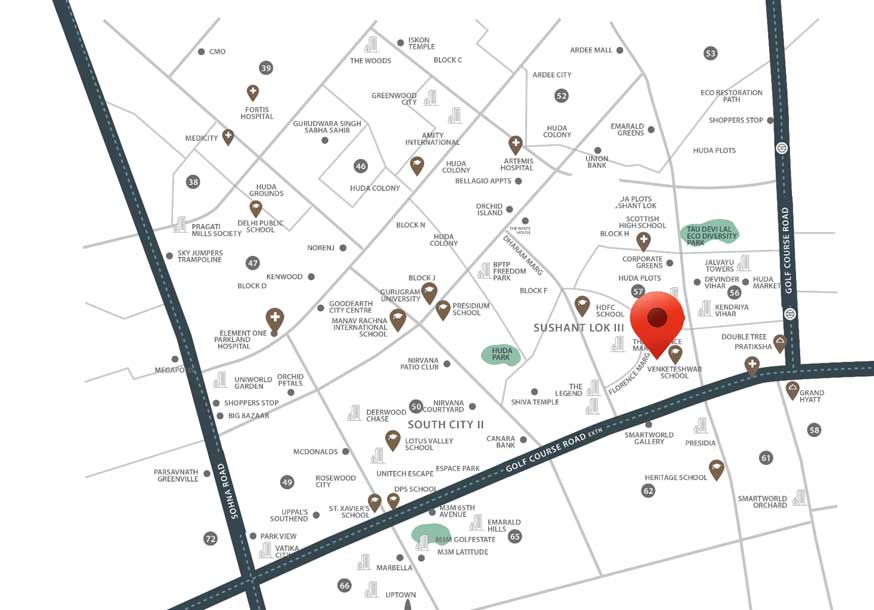 ISKON
TEMPLE
ARDEE MALL
CMO
53
THE WOODS
BLOCK C
39
ARDEE CITY
GREENWOOD
CITY
52
ECO RESTORATION
PATH
FORTIS
HOSPITAL
GURUDWARA SINGH
SABHA SAHIB
SHOPPERS STOP
MEDICITY
AMITY
INTERNATIONAL
HUDA
COLONY
EMARALD
GREENS
HUDA PLOTS
46
HUDA
COLONY
ARTEMIS
HOSPITAL
UNION
BANK
38
HUDA COLONY
BELLAGIO APPTS
HUDA
GROUNDS
ORCHID
ISLAND
DA PLOTS
SHANT LOK
PRAGATI
MILLS SOCIETY
DELHI PUBLIC
SCHOOL
BLOCK N
THE WHITE
HOUSE
SCOTTISH
HIGH SCHOOL
BLOCK H
TAU DEVI LAL
ECO DIVERSITY
PARK
NORENJ
HUDA
COLONY
DHARAM MARG
SKY JUMPERS
TRAMPOLINE
47
BPTP
FREEDOM
PARK
CORPORATE
GREENS
JALVAYU
TOWERS
GOLF COURSE ROAD
KENWOOD
BLOCK D
BLOCK J
HUDA PLOTS
DEVINDER
VIHAR
HUDA
MARKET
GURUGRAM
UNIVERSITY
BLOCK F
57
56
GOODEARTH
CITY CENTRE
PRESIDIUM
SCHOOL
HDFC
SCHOOL
KENDRIYA
VIHAR
MANAV RACHNA
INTERNATIONAL
SCHOOL
SUSHANT LOK III
ELEMENT ONE
PARKLAND
HOSPITAL
DOUBLE TREE
PRATIKSHA
HUDA
PARK
NIRVANA
PATIO CLUB
FLORENCE MARG
VENKETESHWAR
SCHOOL
UNIWORLD
GARDEN
ORCHID
PETALS
THE
LEGEND
GRAND
HYATT
SHOPPERS STOP
BIG BAZAAR
DEERWOOD
CHASE
50
NIRVANA
COURTYARD
SHIVA TEMPLE
SOUTH CITY II
58
LOTUS VALLEY
SCHOOL
CANARA
BANK
GOLF COURSE ROAD EXTN
SMARTWORLD
GALLERY
PRESIDIA
MCDONALDS
61
PARSAVNATH
GREENVILLE
SOHNA ROAD
49
ROSEWOOD
CITY
UNITECH ESCAPE
ESPACE PARK
DPS SCHOOL
HERITAGE SCHOOL
62
UPPAL'S
SOUTHEND
ST. XAVIER'S
SCHOOL
M3M 65TH
AVENUE
SMARTWORLD
ORCHARD
72
PARK VIEW
VATIKA
EMARALD
HILLS
65
M3M GOLFESTATE
M3M LATITUDE
MARBELLA
66
UPTOWN